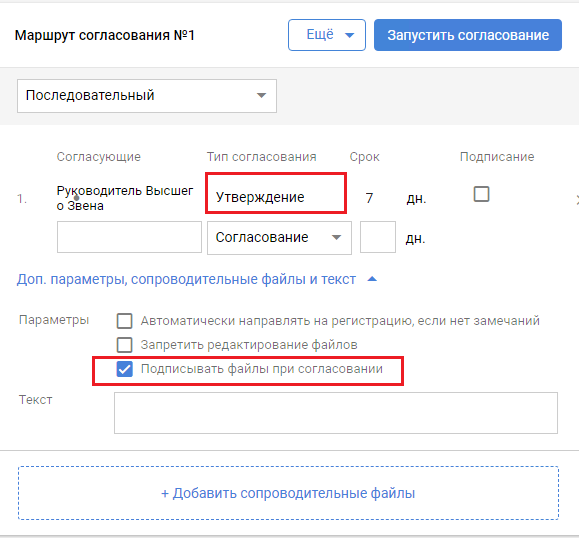 Маршрут согласования №1
Ещё
Запустить согласование
Последовательный
Согласующие Тип согласования Срок Подписание
1. Руководитель Высшег Утверждение 7 дн.
о Звена
Согласование дн.
Доп. параметры, сопроводительные файлы и текст
Параметры Автоматически направлять на регистрацию, если нет замечаний
Запретить редактирование файлов
Подписывать файлы при согласовании
Текст
+ Добавить сопроводительные файлы